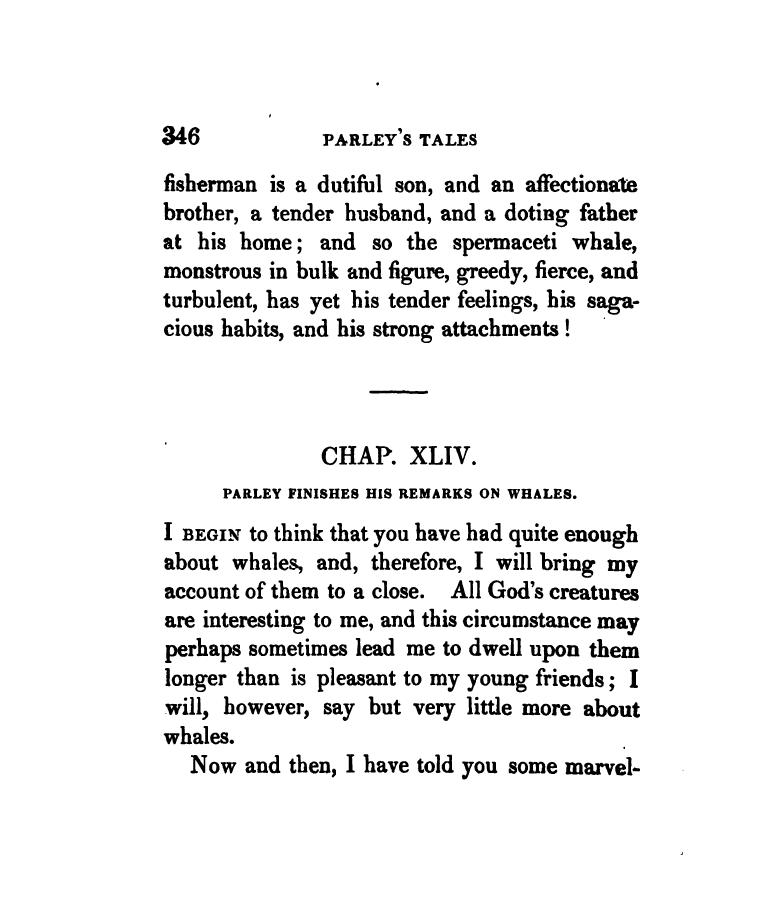 346 PARLEY'S TALES
fisherman is a dutiful son, and an affectionate
brother, a tender husband, and a doting father
at his home; and so the spermaceti whale,
monstrous in bulk and figure, greedy, fierce, and
turbulent, has yet his tender feelings, his saga-
cious habits, and his strong attachments!
CHAP. XLIV.
PARLEY FINISHES HIS REMARKS ON WHALES.
I BEGIN to think that you have had quite enough
about whales, and, therefore, I will bring my
account of them to a close. All God's creatures
are interesting to me, and this circumstance may
perhaps sometimes lead me to dwell upon them
longer than is pleasant to my young friends; I
will, however, say but very little more about
whales.
Now and then, I have told you some marvel-